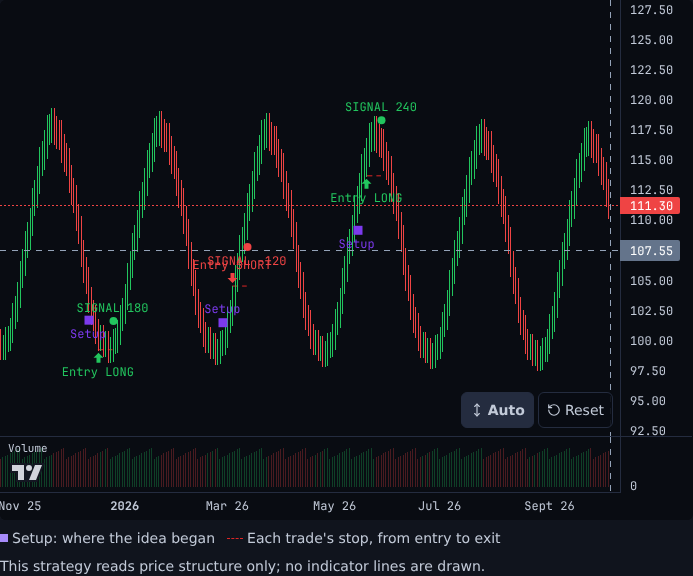 127.50
125.00
122.50
120.00
SIGNAL 240
117.50
115.00
112.50
Entry LONG
111.30
110.00
Setup
107.55
SIGNAL -120
Entry SHORT
105.00
SIGNAL 180
Setup
102.50
Setup
100.00
Entry LONG
97.50
95.00
Auto
Reset
92.50
Volume
0
Nov 25 2026 Mar 26 May 26 Jul 26 Sept 26
Setup: where the idea began Each trade's stop, from entry to exit
This strategy reads price structure only; no indicator lines are drawn.